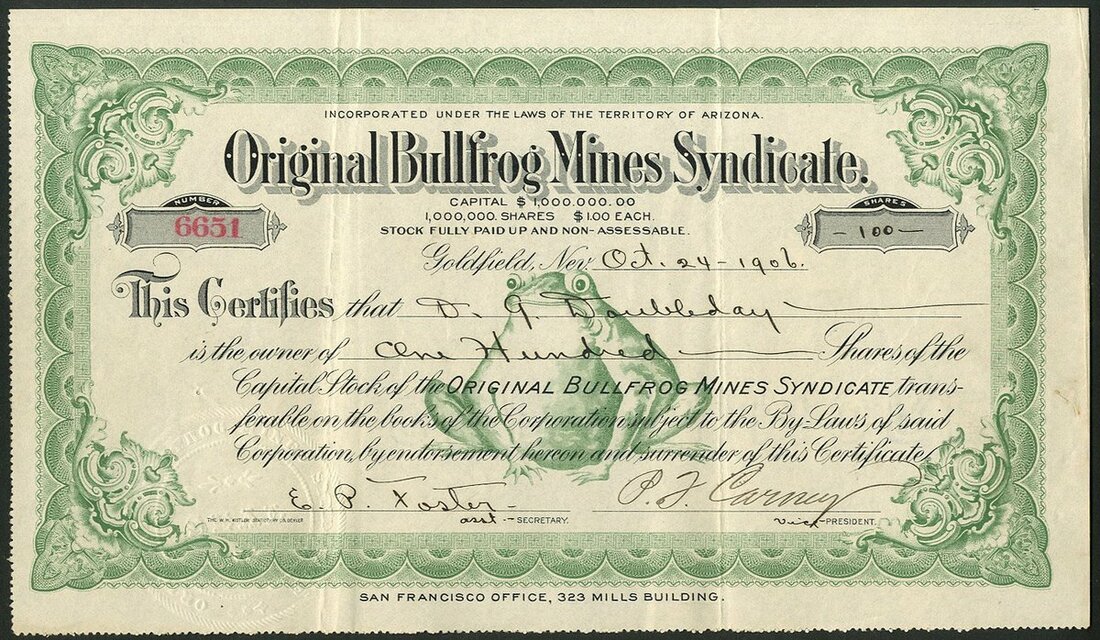 INCORPORATED UNDER THE LAWS OF THE TERRITORY OF ARIZONA.
Original Bullfrog Mines Syndicate.
CAPITAL $1,000.000.00
1,000,000. SHARES $1.00 EACH.
STOCK FULLY PAID UP AND NON-ASSESSABLE.
NUMBER
6651
SHARES
-100-
Goldfield, Nev. Oct. 24-1906.
This Certifies that D. G. Doubleday
is the owner of One Hundred Shares of the
Capital Stock of the ORIGINAL BULLFROG MINES SYNDICATE, trans-
ferable on the books of the Corporation, subject to the By-Laws of said
Corporation, by endorsement hereon and surrender of this Certificate.
E. P. Foster P. J. Carney
THE W.H. KISTLER STATIONERY CO. DENVER asst.- SECRETARY. Vice-PRESIDENT.
SAN FRANCISCO OFFICE, 323 MILLS BUILDING.